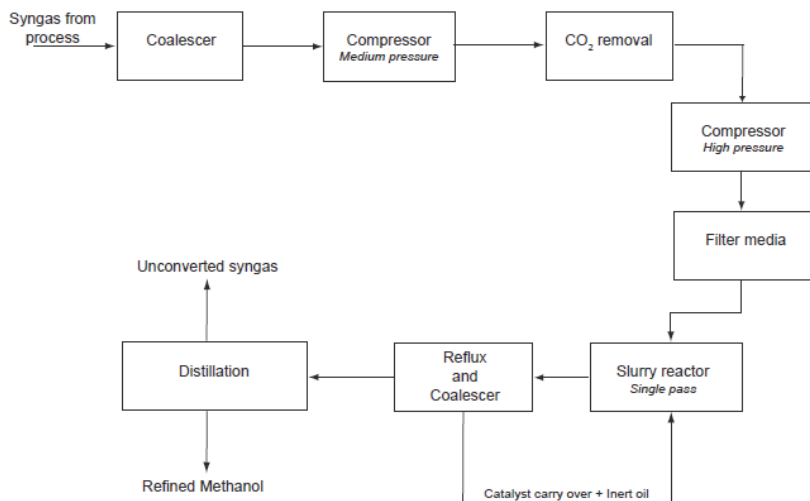 Syngas from
process
Coalescer
Compressor
Medium pressure
CO₂ removal
Compressor
High pressure
Filter media
Unconverted syngas
Distillation
Reflux
and
Coalescer
Slurry reactor
Single pass
Refined Methanol
Catalyst carry over + Inert oil